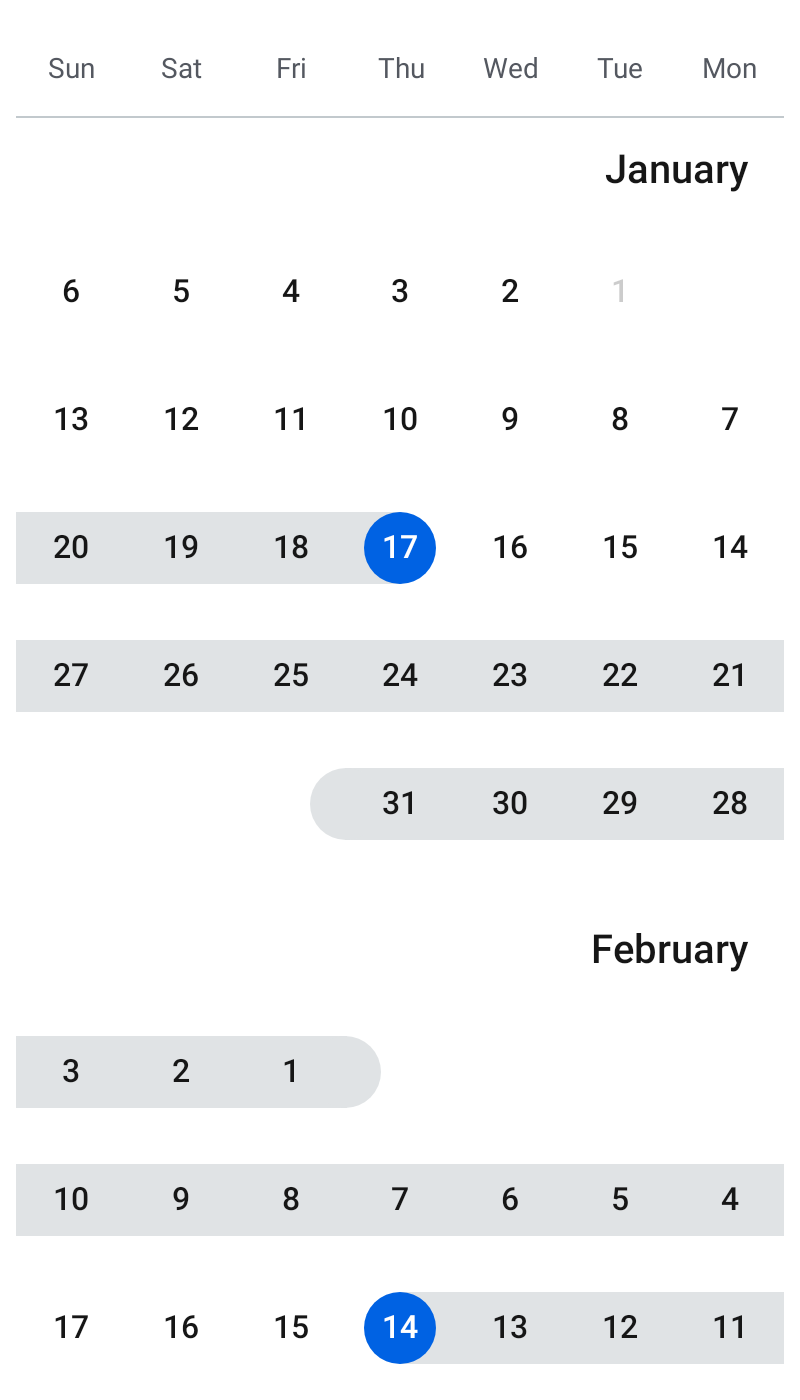 Sun Sat Fri Thu Wed Tue Mon
January
6 5 4 3 2 1
13 12 11 10 9 8 7
20 19 18 17 16 15 14
27 26 25 24 23 22 21
31 30 29 28
February
3 2 1
10 9 8 7 6 5 4
17 16 15 14 13 12 11